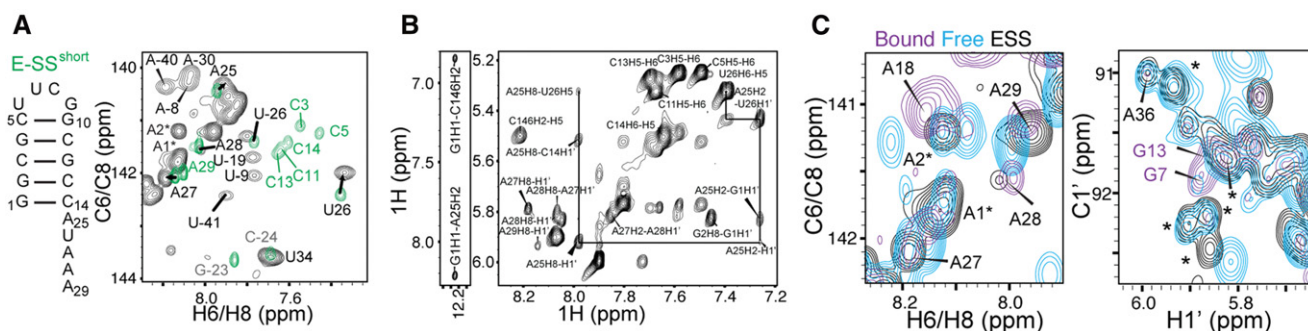 A
E-SSshort
U C
U G
5C G10
C G
G C
C G
G C
1G C14
A25
U
A
A
A29
C6/C8 (ppm)
140
142
144
A-40 A-30
A25
A-8
U-26
C3
C5
A2*
A1*
A28
C14
A29
U-19
U-9
C13 C11
A27
U26
U-41
C-24
U34
G-23
8.0 7.6
H6/H8 (ppm)
B
1H (ppm)
7.0
8.0
G1H1-C146H2
G1H1-A25H2
12.2
5.2
5.4
5.6
5.8
6.0
C13H5-H6 C3H5-H6 C5H5-H6
U26H6-H5
A25H8-U26H5
A25H2
-U26H1'
C11H5-H6
C146H2-H5
C14H6-H5
A25H8-C14H1'
A27H8-H1'
A28H8-A27H1'
A25H2-G1H1'
A28H8-H1'
A29H8-H1'
A27H2-A28H1'
G2H8-G1H1'
A25H8-H1'
A25H2-H1'
8.2 8.0 7.8 7.6 7.4 7.2
1H (ppm)
C
Bound Free ESS
C6/C8 (ppm)
141
142
A18
A29
A2*
A1*
A28
A27
8.2 8.0
H6/H8 (ppm)
C1' (ppm)
91
92
*
A36
G13
G7
*
*
*
*
6.0 5.8
H1' (ppm)